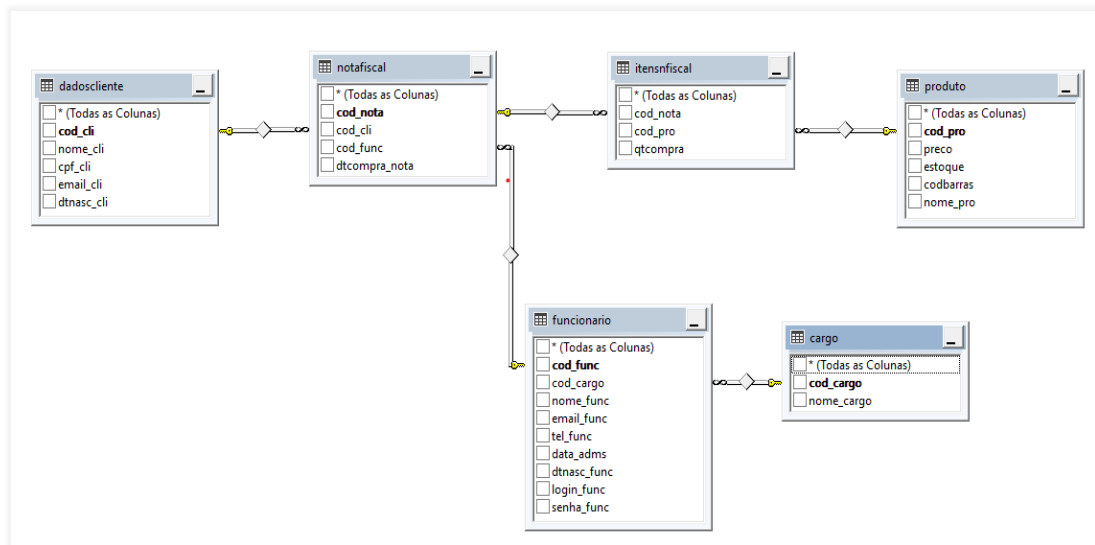 dadoscliente
* (Todas as Colunas)
cod_cli
nome_cli
cpf_cli
email_cli
dtnasc_cli
notafiscal
* (Todas as Colunas)
cod_nota
cod_cli
cod_func
dtcompra_nota
itensnfiscal
* (Todas as Colunas)
cod_nota
cod_pro
qtcompra
produto
* (Todas as Colunas)
cod_pro
preco
estoque
codbarras
nome_pro
funcionario
* (Todas as Colunas)
cod_func
cod_cargo
nome_func
email_func
tel_func
data_adms
dtnasc_func
login_func
senha_func
cargo
* (Todas as Colunas)
cod_cargo
nome_cargo